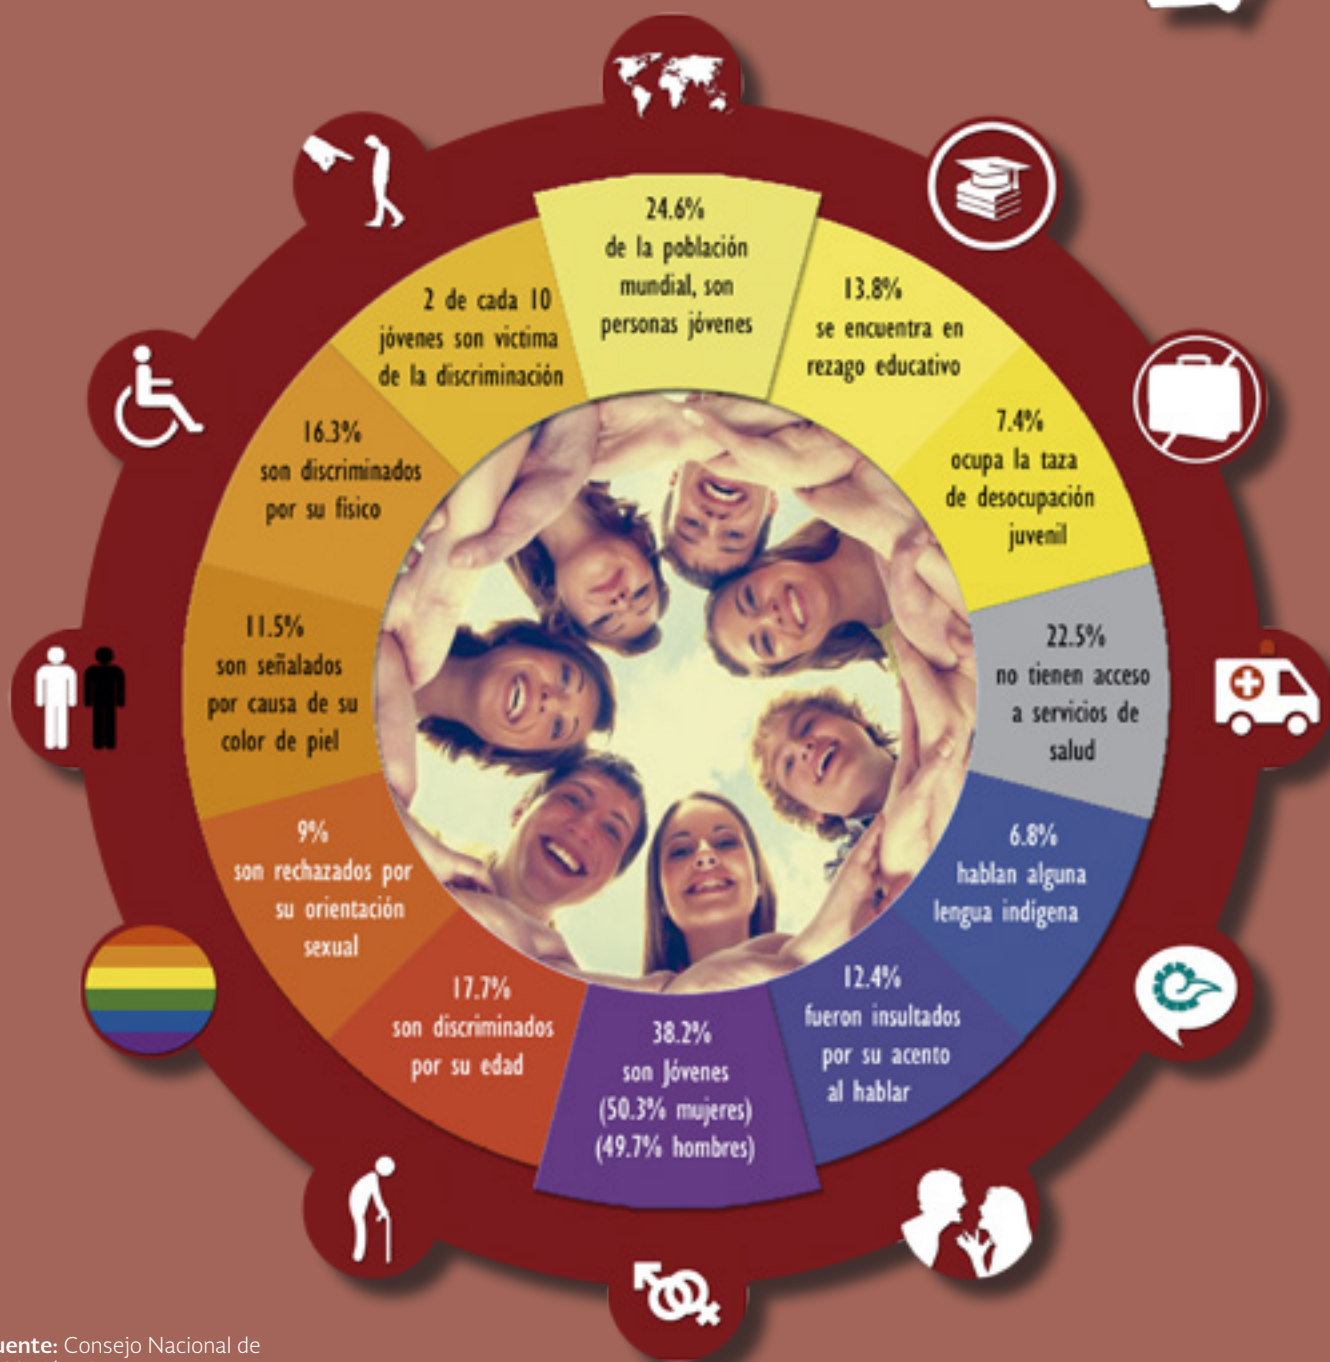 24.6%
de la población
mundial, son
personas jóvenes
13.8%
se encuentra en
rezago educativo
7.4%
ocupa la taza
de desocupación
juvenil
22.5%
no tienen acceso
a servicios de
salud
6.8%
hablan alguna
lengua indígena
12.4%
fueron insultados
por su acento
al hablar
38.2%
son Jóvenes
(50.3% mujeres)
(49.7% hombres)
17.7%
son discriminados
por su edad
9%
son rechazados por
su orientación
sexual
11.5%
son señalados
por causa de su
color de piel
16.3%
son discriminados
por su fisico
2 de cada 10
jóvenes son victima
de la discriminación
uente: Consejo Nacional de